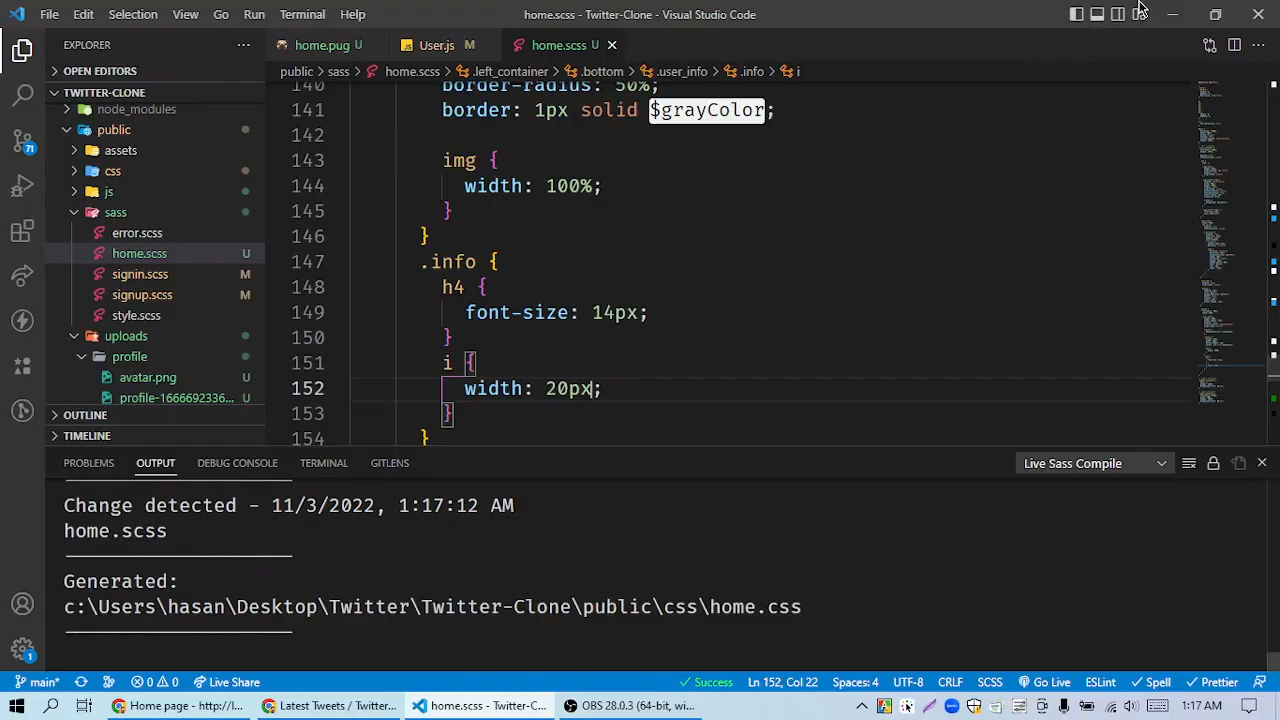 File Edit Selection View Go Run Terminal Help
home.scss - Twitter-Clone - Visual Studio Code
EXPLORER
home.pug U
User.js M
home.scss U
OPEN EDITORS
TWITTER-CLONE
node_modules
public
assets
css
js
sass
error.css
home.scss U
signin.scss M
signup.scss M
style.scss
uploads
profile
avatar.png U
profile-1666692336... U
OUTLINE
TIMELINE
71
1
public > sass > home.scss > .left_container > .bottom > .user_info > .info > i
140 border-radius: 50%;
141 border: 1px solid $grayColor;
142
143 img {
144 width: 100%;
145 }
146 }
147 .info {
148 h4 {
149 font-size: 14px;
150 }
151 i {
152 width: 20px;
153 }
154 }
PROBLEMS OUTPUT DEBUG CONSOLE TERMINAL GITLENS
Live Sass Compile
Change detected - 11/3/2022, 1:17:12 AM
home.scss
Generated:
c:\Users\hasan\Desktop\Twitter\Twitter-Clone\public\css\home.css
main* 0 0 Live Share Success Ln 152, Col 22 Spaces: 4 UTF-8 CRLF SCSS Go Live ESLint Spell Prettier
Home page - http://l... Latest Tweets / Twitter... home.scss - Twitter-C... OBS 28.0.3 (64-bit, wi... 1:17 AM